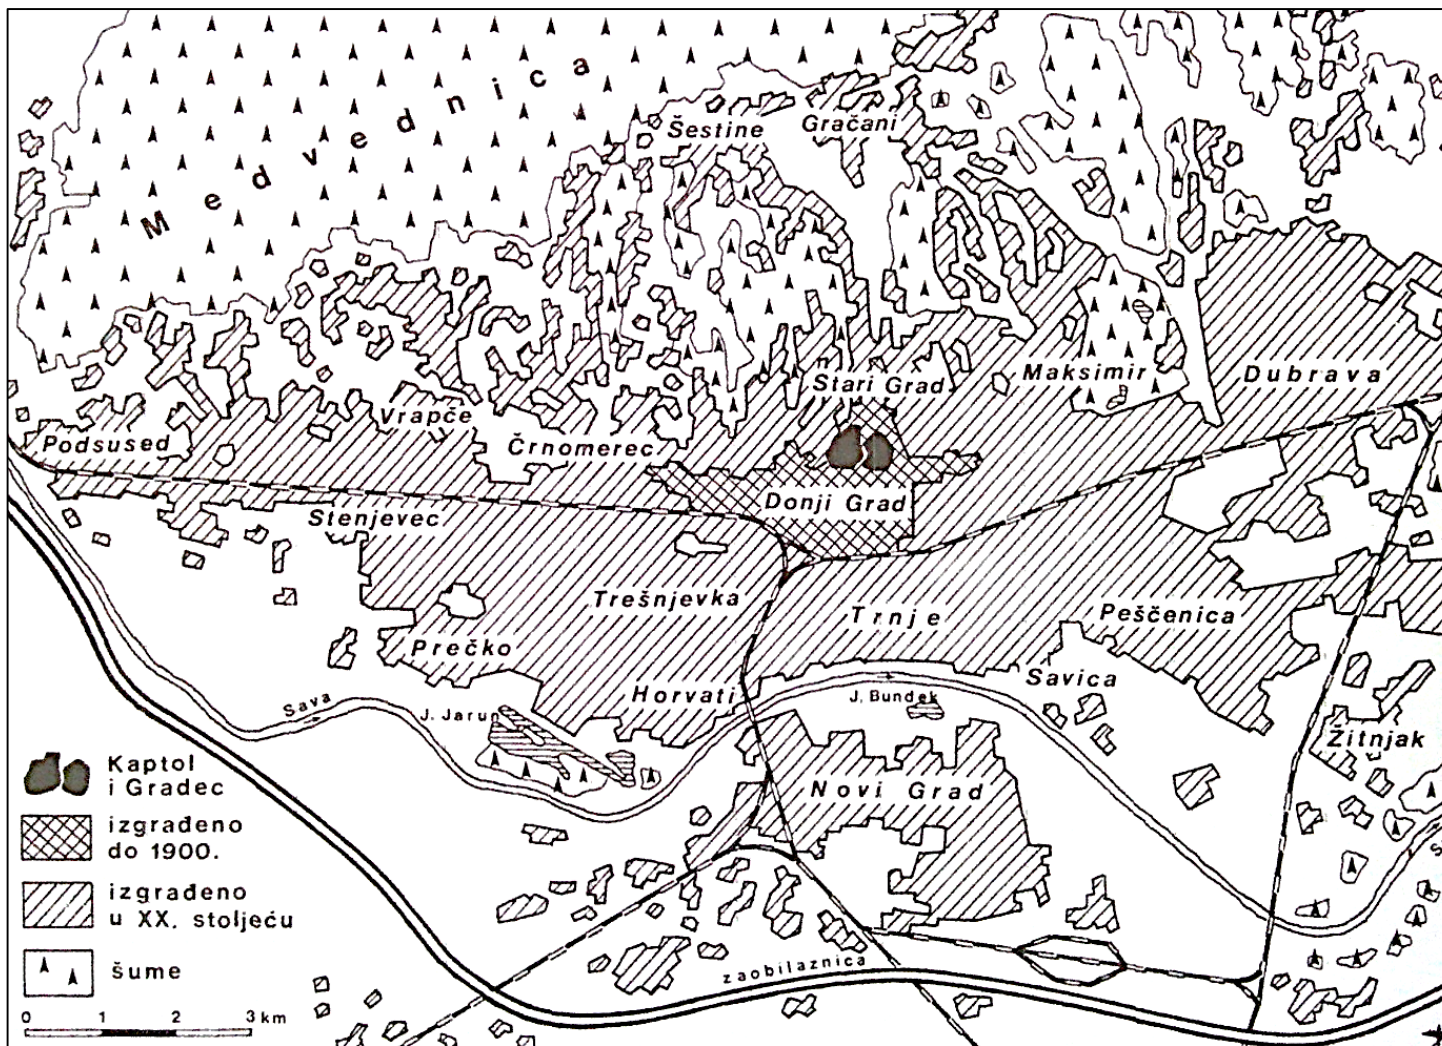 Medvednica
Šestine
Gračani
Stari Grad
Maksimir
Dubrava
Podsused
Vrapče
Črnomerec
Donji Grad
Stenjevec
Trešnjevka
Trnje
Peščenica
Prečko
Horvati
Savica
Sava
J. Jarun
J. Bundek
Žitnjak
Novi Grad
S
zaobilaznica
Kaptol
i Gradec
izgrađeno
do 1900.
izgrađeno
u XX. stoljeću
šume
0 1 2 3 km